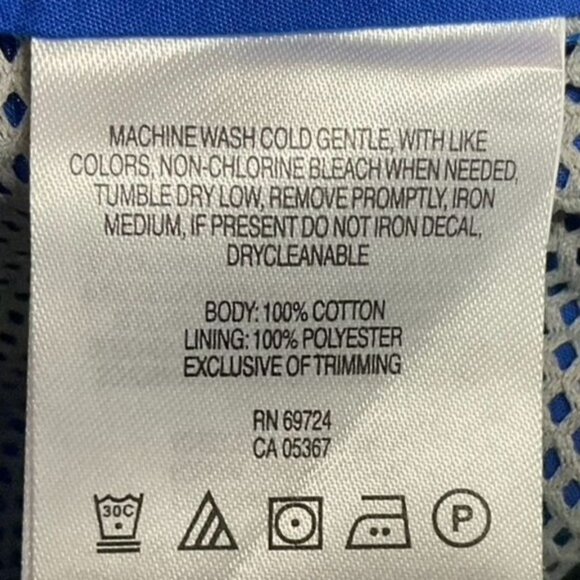 MACHINE WASH COLD GENTLE, WITH LIKE
COLORS, NON-CHLORINE BLEACH WHEN NEEDED,
TUMBLE DRY LOW, REMOVE PROMPTLY, IRON
MEDIUM, IF PRESENT DO NOT IRON DECAL,
DRYCLEANABLE
BODY: 100% COTTON
LINING: 100% POLYESTER
EXCLUSIVE OF TRIMMING
RN 69724
CA 05367
30C P